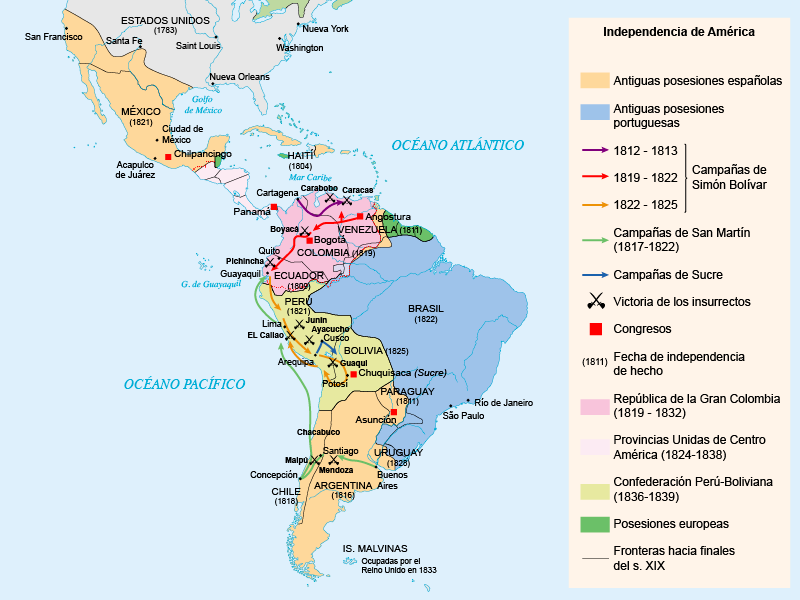 ESTADOS UNIDOS
(1783)
San Francisco
Santa Fe
Saint Louis
Nueva York
Washington
Nueva Orleans
Golfo
de México
MÉXICO
(1821)
Ciudad de
México
Chilpancingo
Acapulco
de Juárez
HAITÍ
(1804)
Mar Caribe
OCÉANO ATLÁNTICO
Cartagena
Carabobo
Caracas
Panamá
Angostura
Boyacá
VENEZUELA (1811)
Bogotá
COLOMBIA (1819)
Quito
Pichincha
Guayaquil
ECUADOR
(1809)
G. de Guayaquil
PERÚ
(1821)
BRASIL
(1822)
Lima
Junín
EL Callao
Ayacucho
Cusco
BOLIVIA (1825)
Arequipa
Guaqui
Chuquisaca (Sucre)
Potosí
OCÉANO PACÍFICO
PARAGUAY
(1811)
Asunción
Río de Janeiro
São Paulo
Chacabuco
Santiago
Maipú
Mendoza
URUGUAY
(1828)
Concepción
Buenos
Aires
CHILE
(1818)
ARGENTINA
(1816)
IS. MALVINAS
Ocupadas por el
Reino Unido en 1833
Independencia de América
Antiguas posesiones españolas
Antiguas posesiones
portuguesas
1812 - 1813
1819 - 1822
1822 - 1825
Campañas de
Simón Bolívar
Campañas de San Martín
(1817-1822)
Campañas de Sucre
Victoria de los insurrectos
Congresos
(1811) Fecha de independencia
de hecho
República de la Gran Colombia
(1819 - 1832)
Provincias Unidas de Centro
América (1824-1838)
Confederación Perú-Boliviana
(1836-1839)
Posesiones europeas
Fronteras hacia finales
del s. XIX